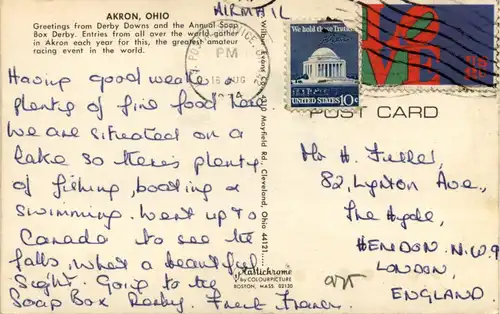 AIRMAIL
AKRON, OHIO
Greetings from Derby Downs and the Annual Soap
Box Derby. Entries from all over the world gather
in Akron each year for this, the greatest amateur
racing event in the world.
Having good weather
plenty of fine food
We are situated on a
lake so there's plenty
of fishing, boating &
swimming. Went up to
Canada to see the
falls, what a beautiful
Sight. Going to the
Soap Box Derby.
Wilbur Evans Co., Mayfield Rd., Cleveland, Ohio 44121
Plastichrome
by COLOURPICTURE
BOSTON, MASS. 02130
PM
AUG
We hold these Truths
UNITED STATES 10c
LOVE
POST CARD
Mr H. Fuller,
82, Lynton Ave.,
The Hyde,
HENDON N.W.9
LONDON,
ENGLAND.